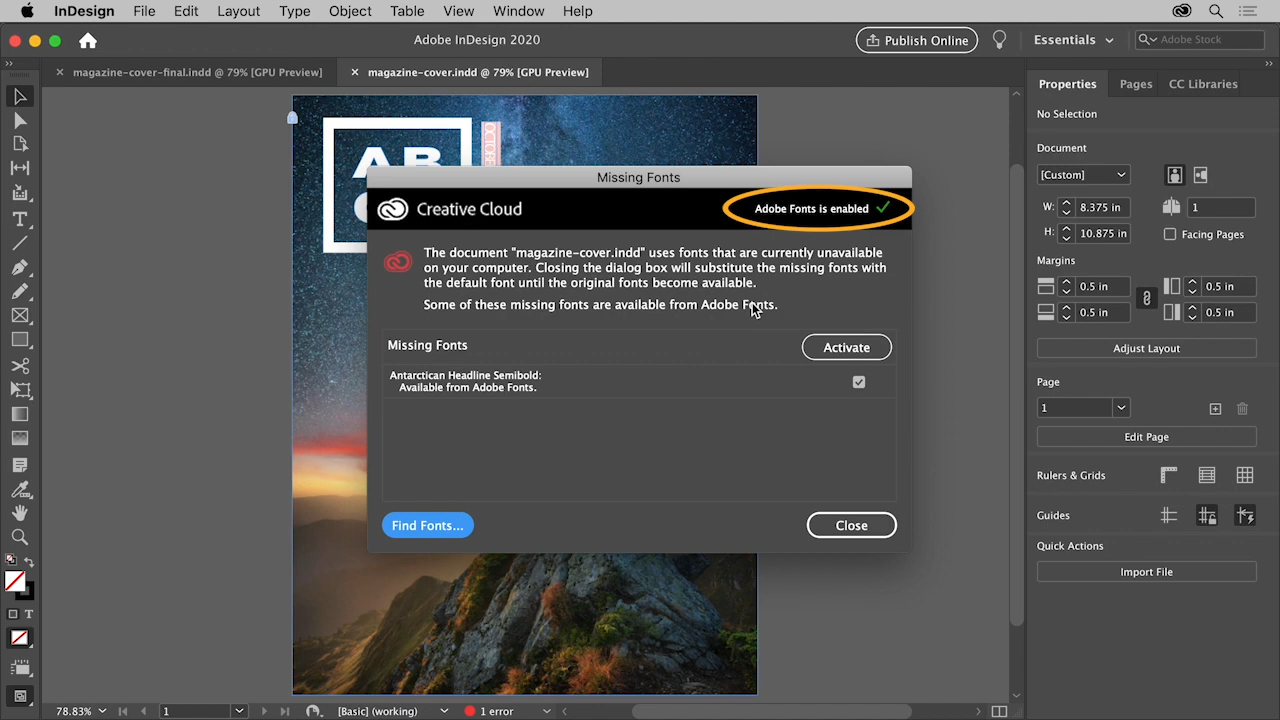 InDesign File Edit Layout Type Object Table View Window Help
Adobe InDesign 2020
Publish Online
Essentials
Adobe Stock
magazine-cover-final.indd @ 79% [GPU Preview]
magazine-cover.indd @ 79% [GPU Preview]
Properties Pages CC Libraries
No Selection
Document
[Custom]
W: 8.375 in
1
H: 10.875 in
Facing Pages
Margins
0.5 in 0.5 in
0.5 in 0.5 in
Adjust Layout
Page
1
Edit Page
Rulers & Grids
Guides
Quick Actions
Import File
AB
Missing Fonts
Creative Cloud
Adobe Fonts is enabled
The document "magazine-cover.indd" uses fonts that are currently unavailable
on your computer. Closing the dialog box will substitute the missing fonts with
the default font until the original fonts become available.
Some of these missing fonts are available from Adobe Fonts.
Missing Fonts
Activate
Antarctican Headline Semibold:
Available from Adobe Fonts.
Find Fonts...
Close
T
78.83%
1
[Basic] (working)
1 error